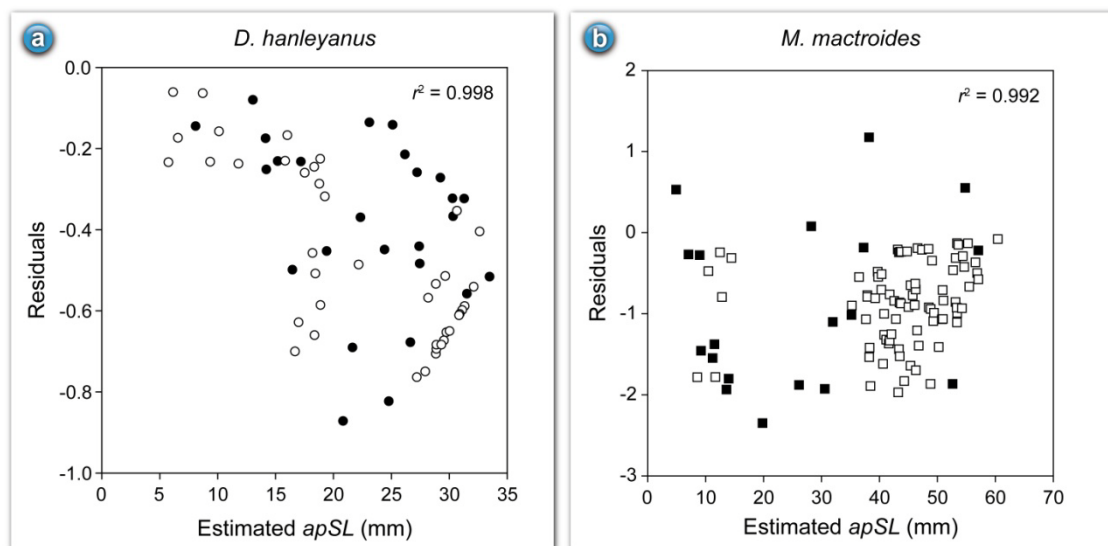 a
D. hanleyanus
0.0
r² = 0.998
-0.2
-0.4
-0.6
-0.8
-1.0
Residuals
0 5 10 15 20 25 30 35
Estimated apSL (mm)
b
M. mactroides
2
r² = 0.992
1
0
-1
-2
-3
Residuals
0 10 20 30 40 50 60 70
Estimated apSL (mm)